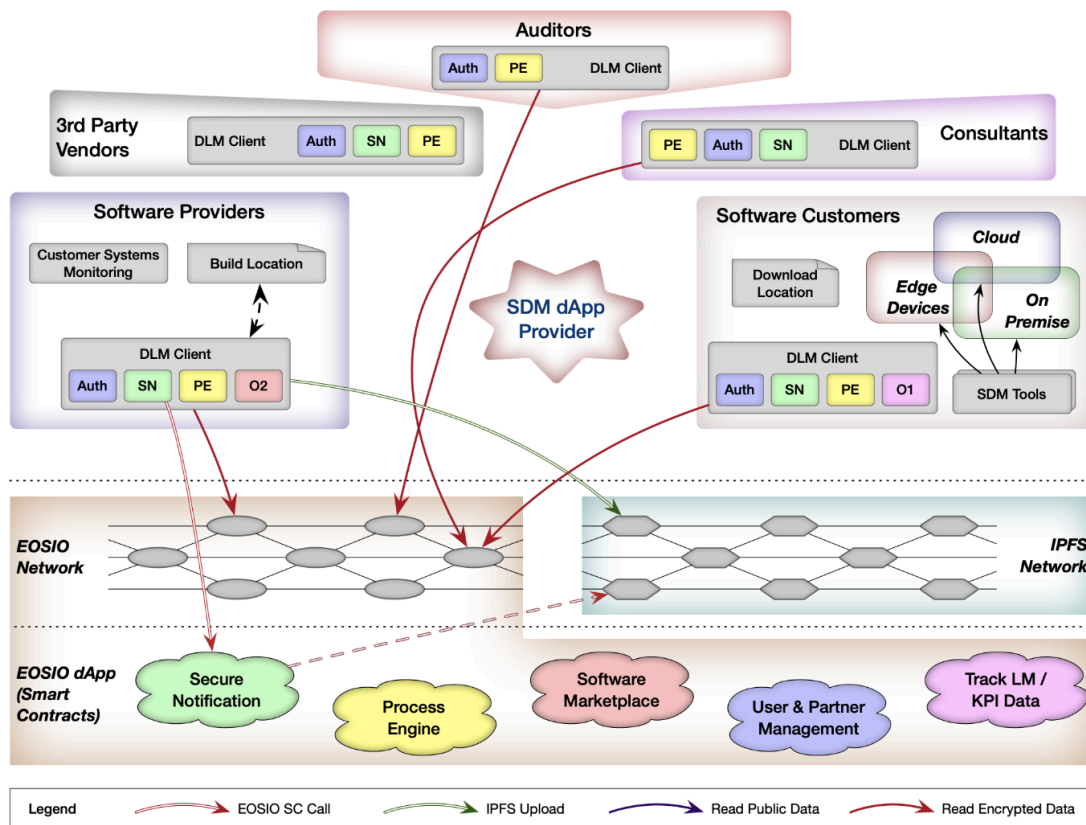 Auditors
Auth
PE
DLM Client
3rd Party
Vendors
DLM Client
Auth
SN
PE
Consultants
PE
Auth
SN
DLM Client
Software Providers
Customer Systems
Monitoring
Build Location
DLM Client
Auth
SN
PE
O2
SDM dApp
Provider
Software Customers
Cloud
Edge
Devices
On
Premise
Download
Location
DLM Client
Auth
SN
PE
O1
SDM Tools
EOSIO
Network
IPFS
Network
EOSIO dApp
(Smart
Contracts)
Secure
Notification
Process
Engine
Software
Marketplace
User & Partner
Management
Track LM /
KPI Data
Legend
EOSIO SC Call
IPFS Upload
Read Public Data
Read Encrypted Data